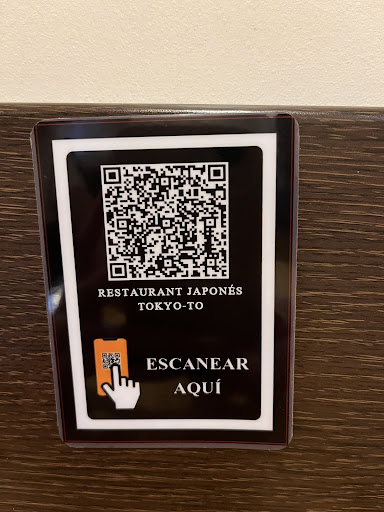 RESTAURANT JAPONÉS
TOKYO-TO
ESCANEAR
AQUÍ